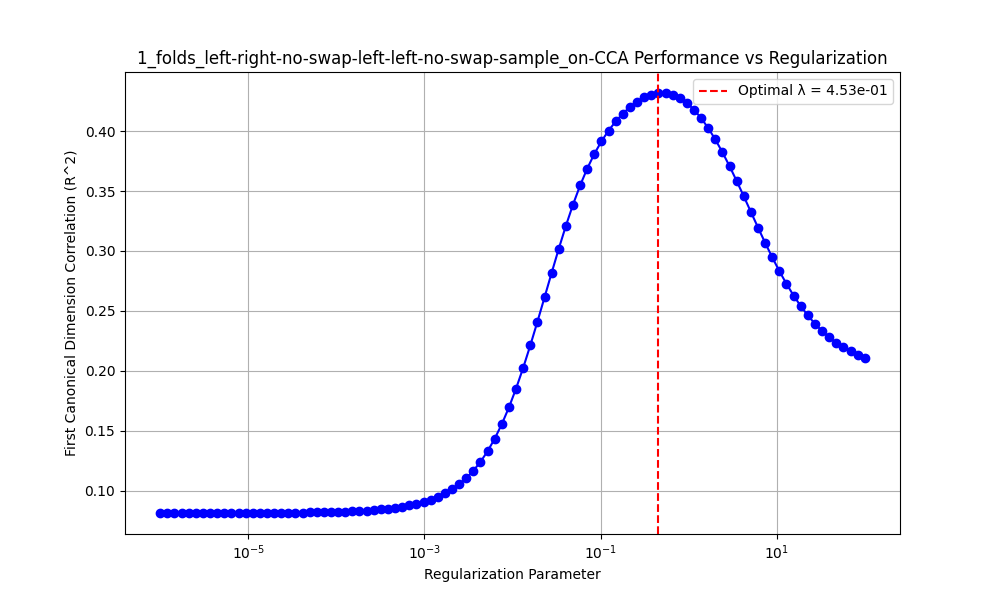 1_folds_left-right-no-swap-left-left-no-swap-sample_on-CCA Performance vs Regularization
Optimal λ = 4.53e-01
First Canonical Dimension Correlation (R^2)
0.40
0.35
0.30
0.25
0.20
0.15
0.10
10⁻⁵
10⁻³
10⁻¹
10¹
Regularization Parameter